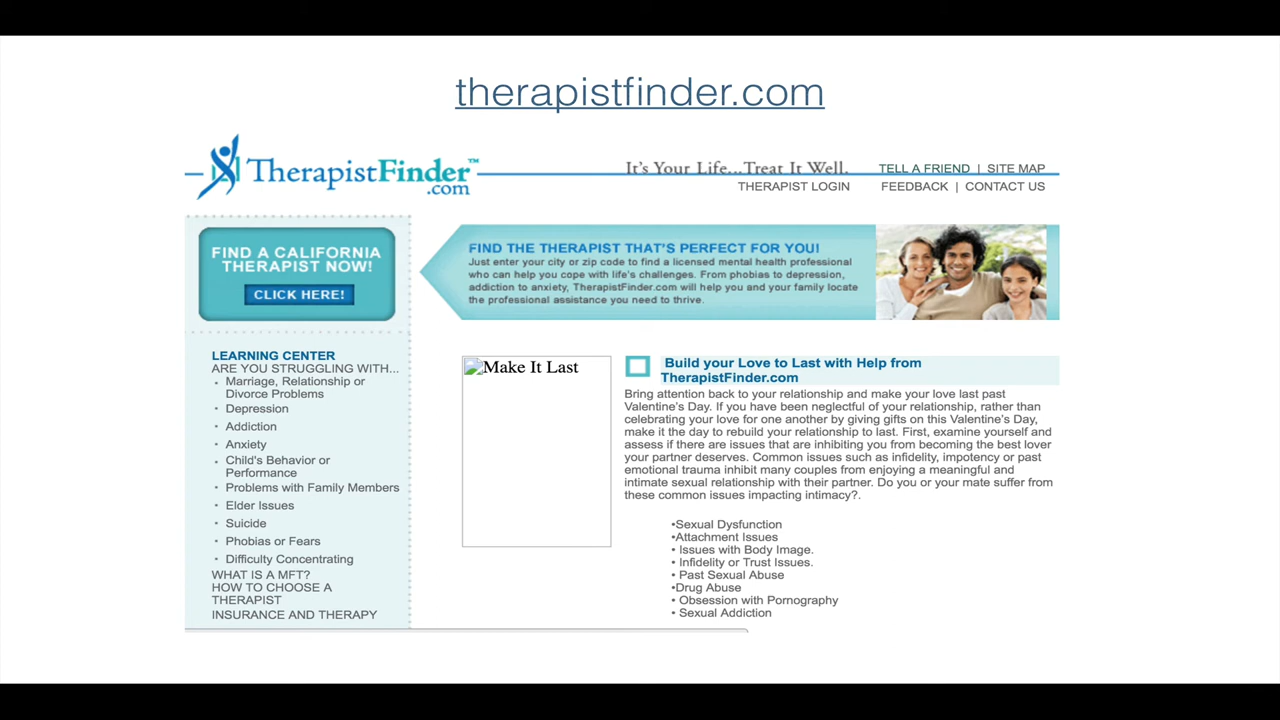 therapistfinder.com
TherapistFinder™
.com
It's Your Life...Treat It Well.
TELL A FRIEND | SITE MAP
THERAPIST LOGIN
FEEDBACK | CONTACT US
FIND A CALIFORNIA
THERAPIST NOW!
CLICK HERE!
FIND THE THERAPIST THAT'S PERFECT FOR YOU!
Just enter your city or zip code to find a licensed mental health professional
who can help you cope with life's challenges. From phobias to depression,
addiction to anxiety, TherapistFinder.com will help you and your family locate
the professional assistance you need to thrive.
LEARNING CENTER
ARE YOU STRUGGLING WITH...
• Marriage, Relationship or
Divorce Problems
• Depression
• Addiction
• Anxiety
• Child's Behavior or
Performance
• Problems with Family Members
• Elder Issues
• Suicide
• Phobias or Fears
• Difficulty Concentrating
WHAT IS A MFT?
HOW TO CHOOSE A
THERAPIST
INSURANCE AND THERAPY
Make It Last
Build your Love to Last with Help from
TherapistFinder.com
Bring attention back to your relationship and make your love last past
Valentine's Day. If you have been neglectful of your relationship, rather than
celebrating your love for one another by giving gifts on this Valentine's Day,
make it the day to rebuild your relationship to last. First, examine yourself and
assess if there are issues that are inhibiting you from becoming the best lover
your partner deserves. Common issues such as infidelity, impotency or past
emotional trauma inhibit many couples from enjoying a meaningful and
intimate sexual relationship with their partner. Do you or your mate suffer from
these common issues impacting intimacy?.
•Sexual Dysfunction
•Attachment Issues
• Issues with Body Image.
• Infidelity or Trust Issues.
• Past Sexual Abuse
•Drug Abuse
• Obsession with Pornography
• Sexual Addiction